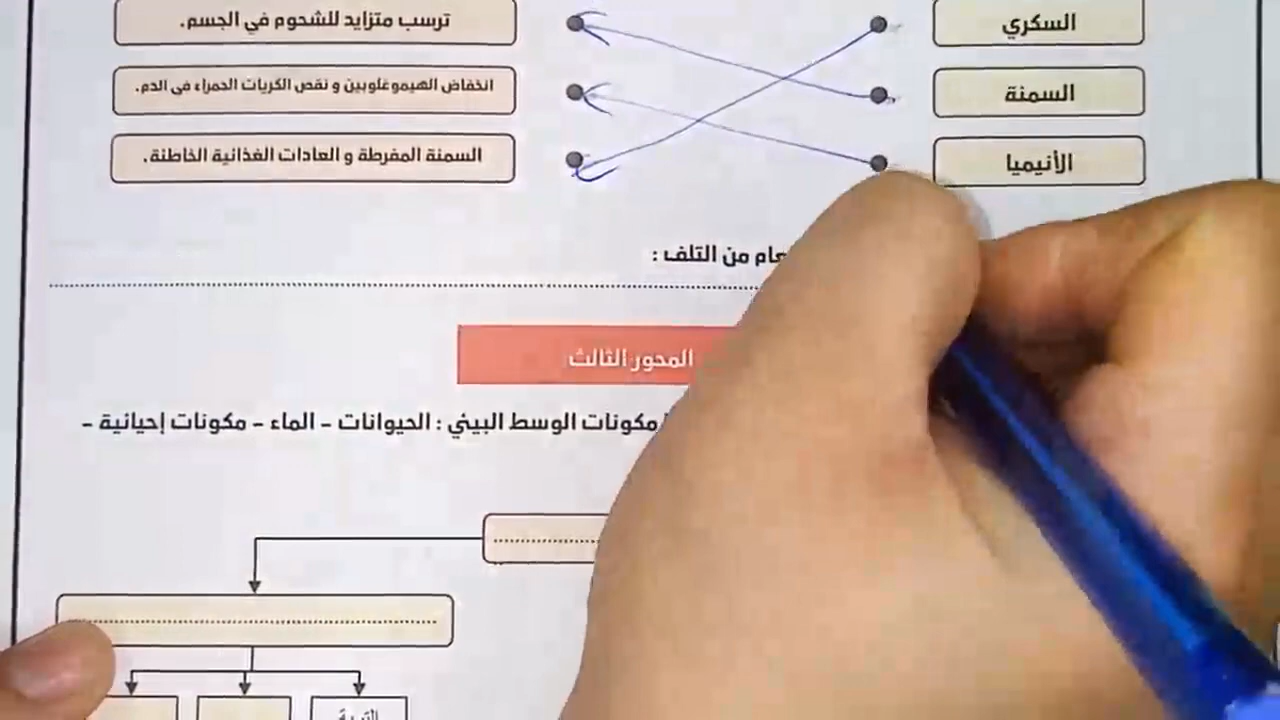 السكري
ترسب متزايد للشحوم في الجسم.
السمنة
انخفاض الهيموغلوبين و نقص الكريات الحمراء في الدم.
الأنيميا
السمنة المفرطة و العادات الغذائية الخاطئة.
من التلف :
المحور الثالث
مكونات الوسط البيئي : الحيوانات – الماء – مكونات إحيائية –
التربة